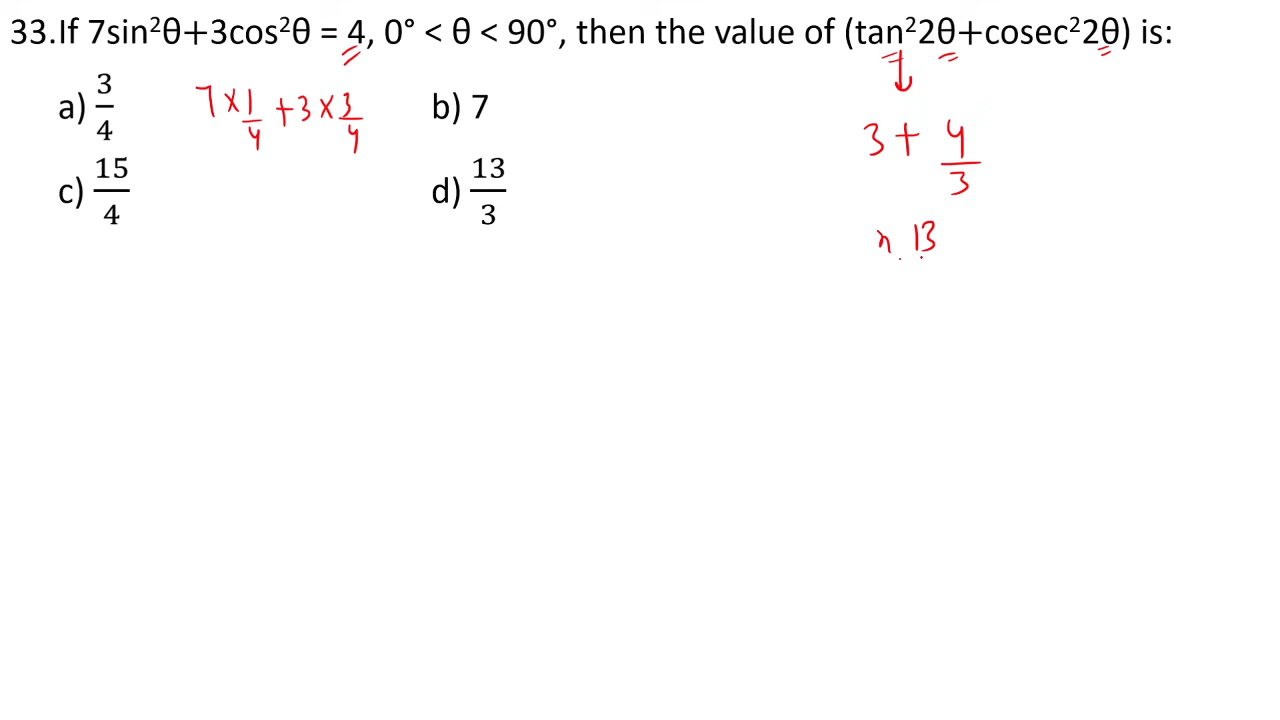 33.If 7sin²θ+3cos²θ = 4, 0° < θ < 90°, then the value of (tan²2θ+cosec²2θ) is:
a) 3/4
7 × 1/4 + 3 × 3/4
b) 7
3 + 4/3
c) 15/4
d) 13/3
13